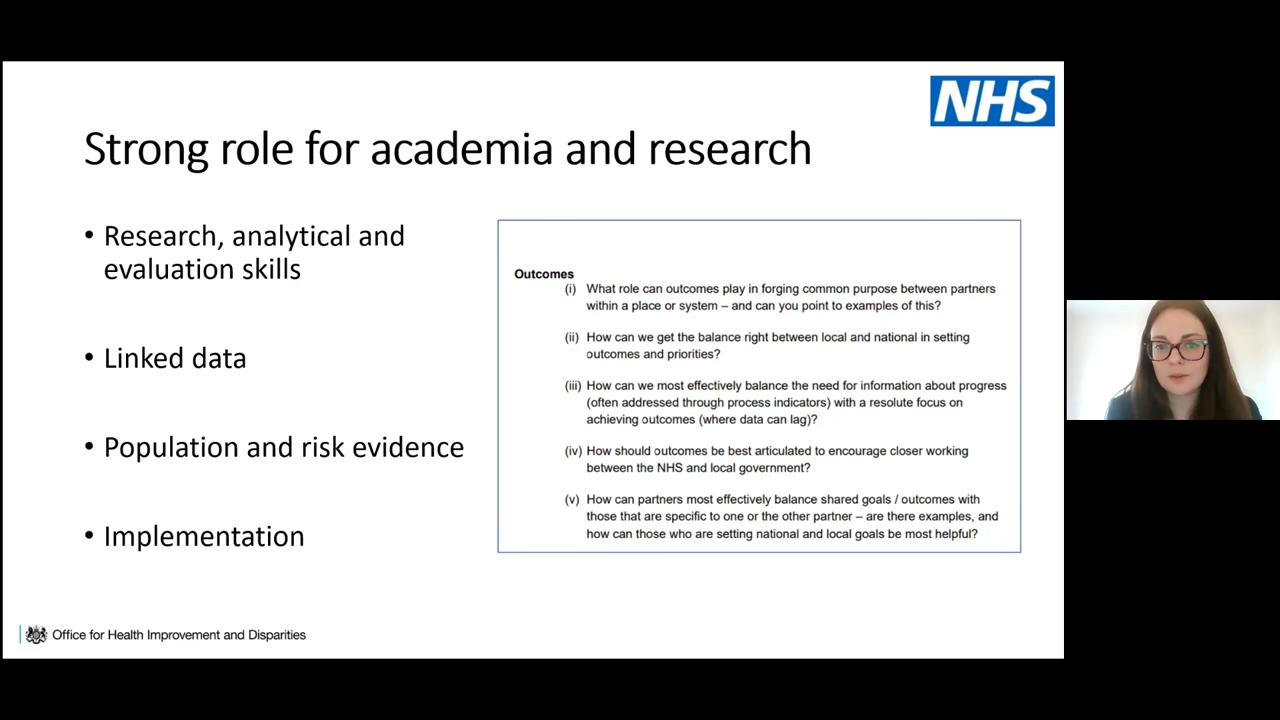 NHS
Strong role for academia and research
• Research, analytical and
evaluation skills
• Linked data
• Population and risk evidence
• Implementation
Outcomes
(i) What role can outcomes play in forging common purpose between partners
within a place or system – and can you point to examples of this?
(ii) How can we get the balance right between local and national in setting
outcomes and priorities?
(iii) How can we most effectively balance the need for information about progress
(often addressed through process indicators) with a resolute focus on
achieving outcomes (where data can lag)?
(iv) How should outcomes be best articulated to encourage closer working
between the NHS and local government?
(v) How can partners most effectively balance shared goals / outcomes with
those that are specific to one or the other partner – are there examples, and
how can those who are setting national and local goals be most helpful?
Office for Health Improvement and Disparities